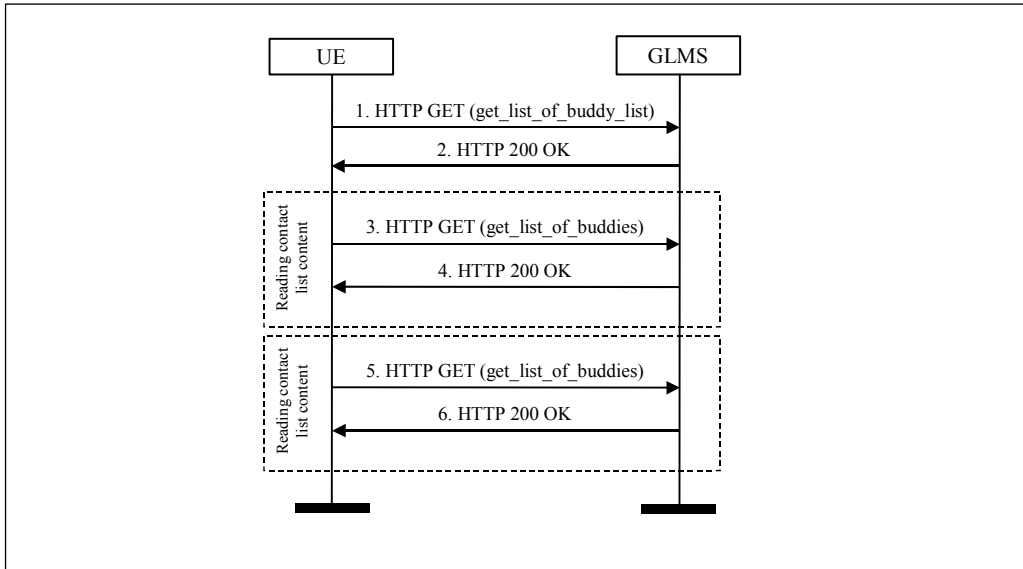 UE
GLMS
1. HTTP GET (get_list_of_buddy_list)
2. HTTP 200 OK
Reading contact
list content
3. HTTP GET (get_list_of_buddies)
4. HTTP 200 OK
Reading contact
list content
5. HTTP GET (get_list_of_buddies)
6. HTTP 200 OK